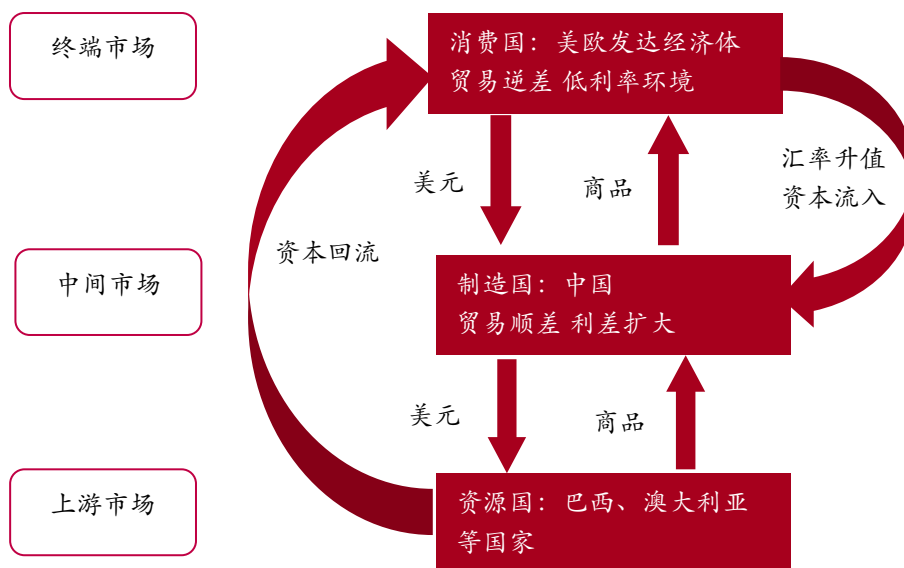 终端市场
消费国：美欧发达经济体
贸易逆差 低利率环境
美元
商品
汇率升值
资本流入
资本回流
中间市场
制造国：中国
贸易顺差 利差扩大
美元
商品
上游市场
资源国：巴西、澳大利亚
等国家